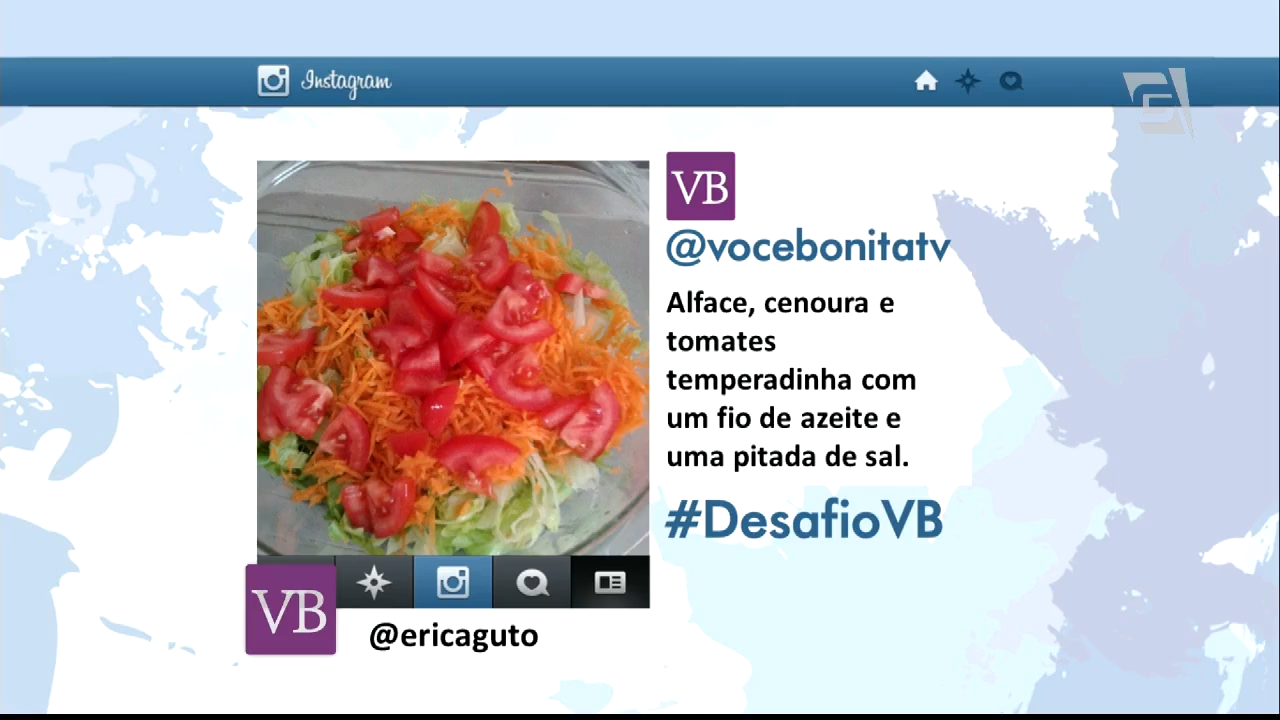 Instagram
VB
@vocebonitatv
Alface, cenoura e
tomates
temperadinha com
um fio de azeite e
uma pitada de sal.
#DesafioVB
VB
@ericaguto